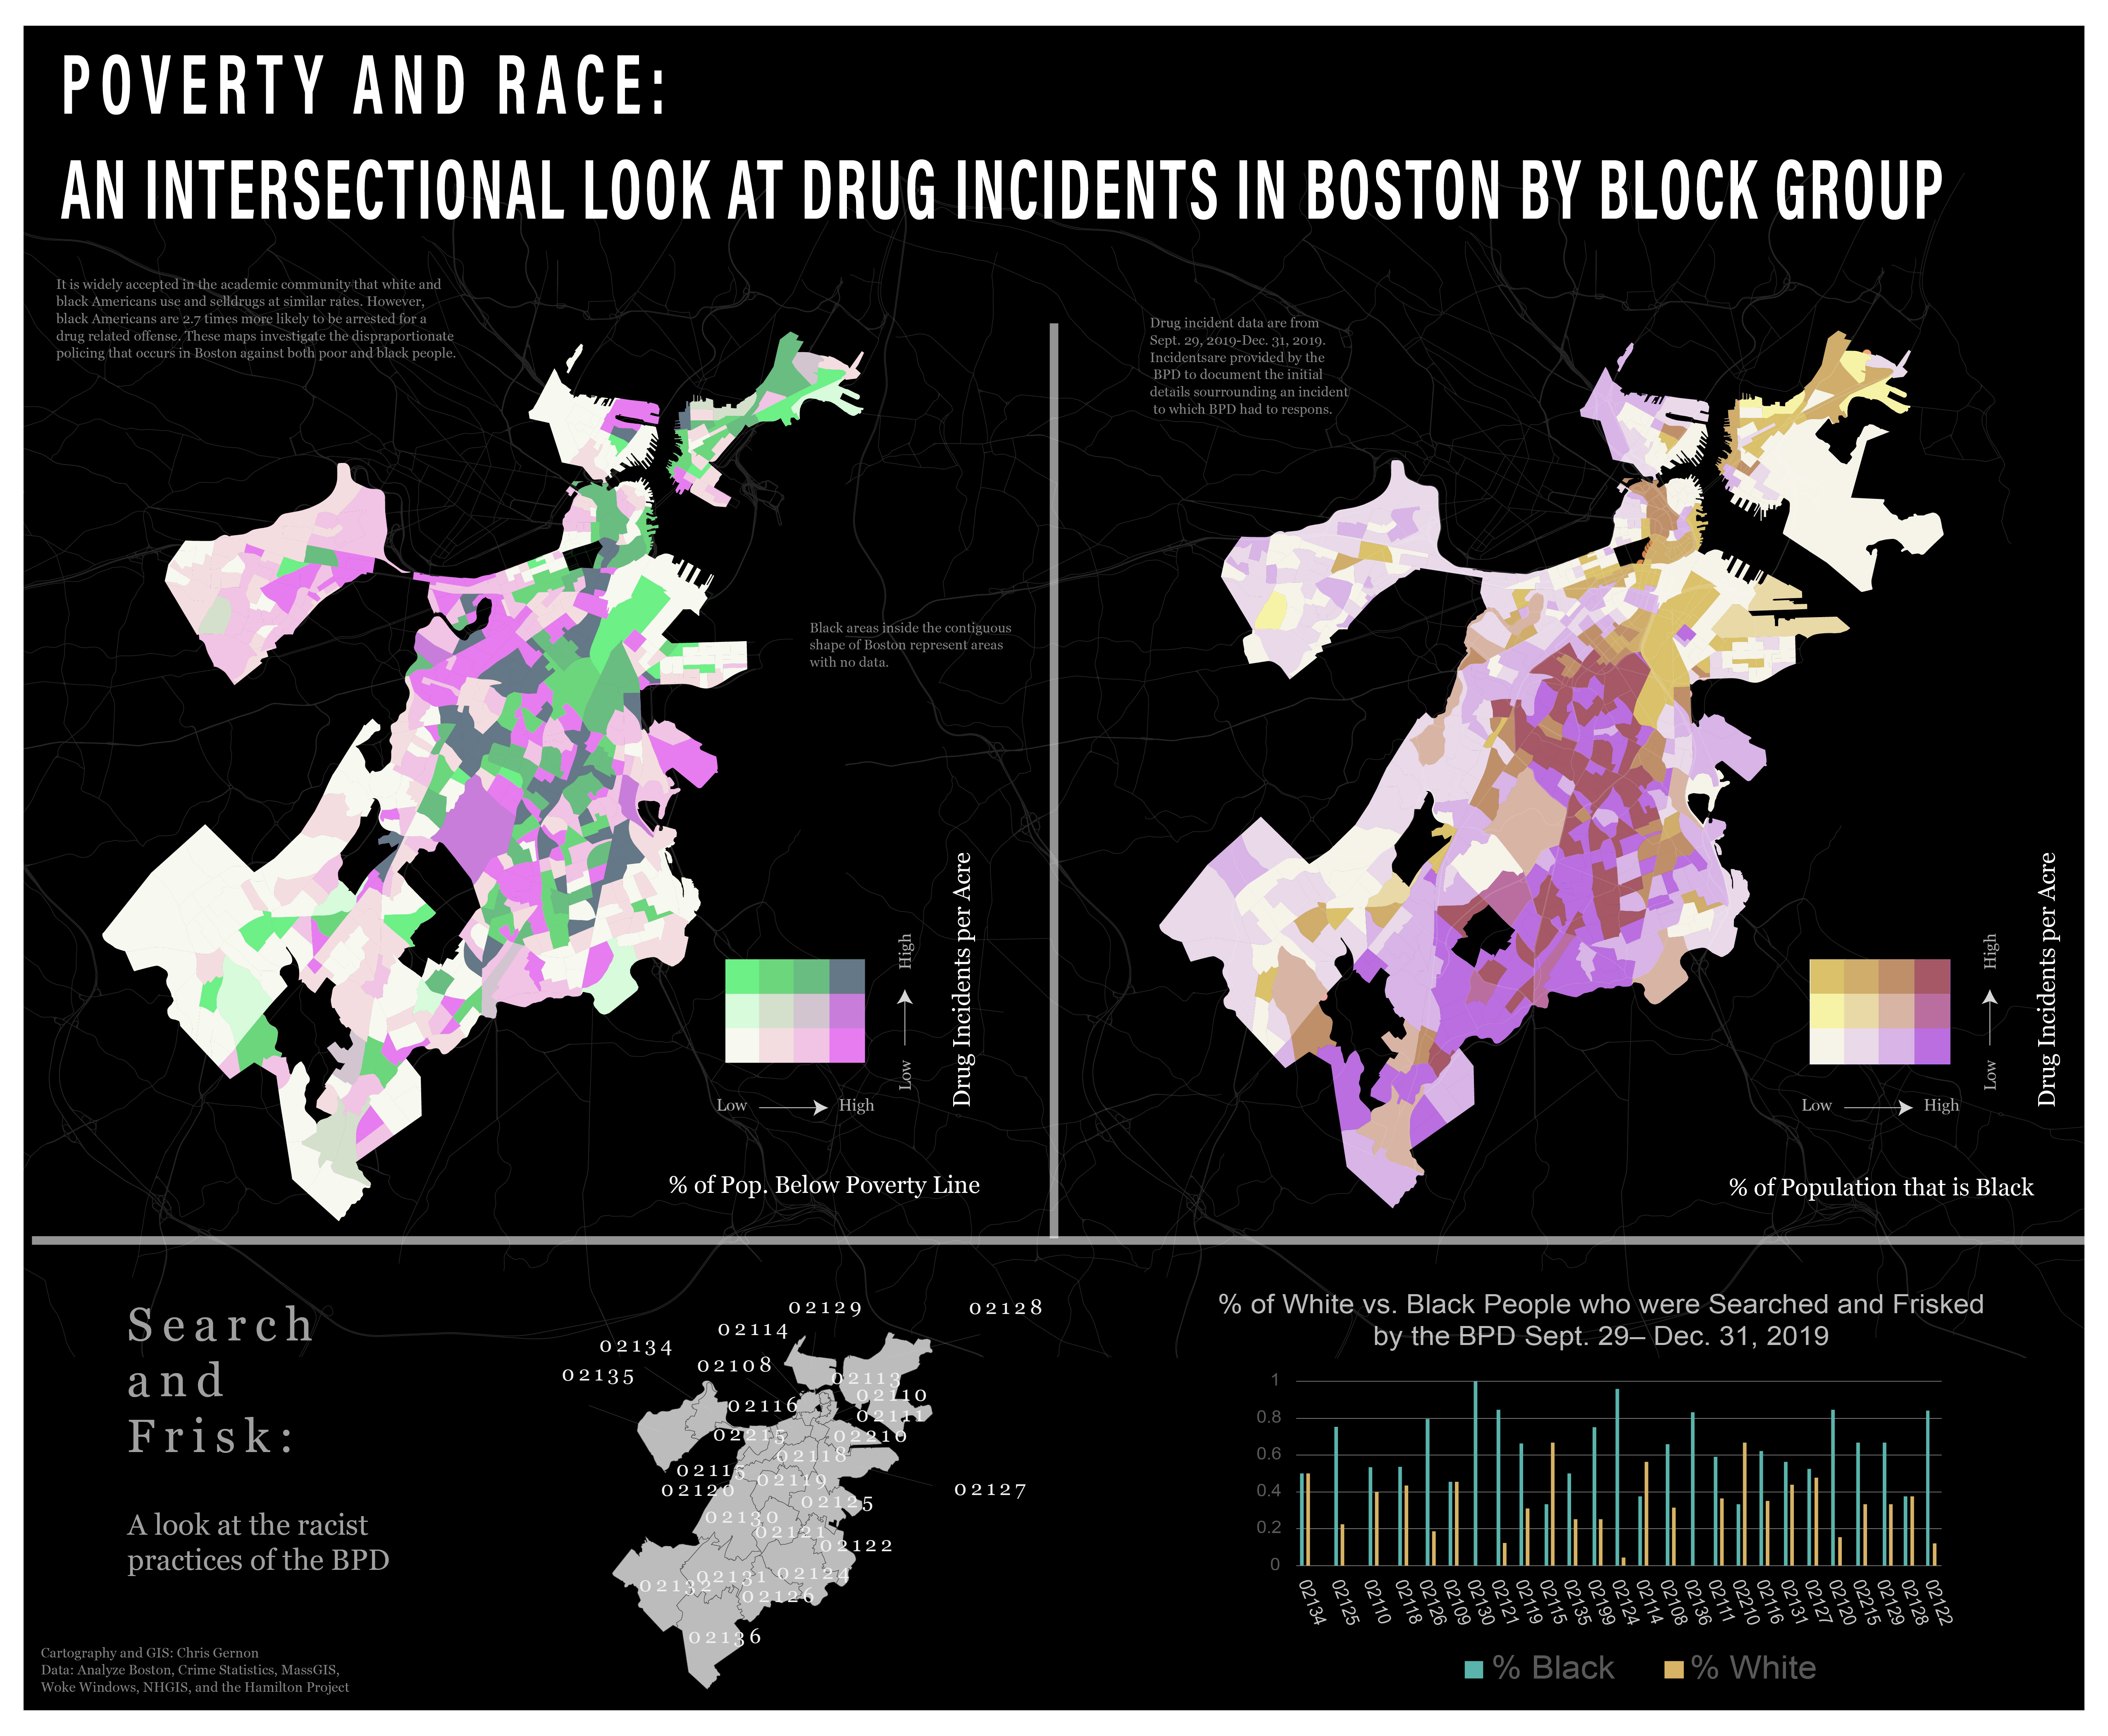 POVERTY AND RACE:
AN INTERSECTIONAL LOOK AT DRUG INCIDENTS IN BOSTON BY BLOCK GROUP
It is widely accepted in the academic community that white and
black Americans use and selldrugs at similar rates. However,
black Americans are 2.7 times more likely to be arrested for a
drug related offense. These maps investigate the dispraportionate
policing that occurs in Boston against both poor and black people.
Black areas inside the contiguous
shape of Boston represent areas
with no data.
High
Low
Drug Incidents per Acre
Low
High
% of Pop. Below Poverty Line
Drug incident data are from
Sept. 29, 2019-Dec. 31, 2019.
Incidentsare provided by the
BPD to document the initial
details sourrounding an incident
to which BPD had to respons.
High
Low
Drug Incidents per Acre
Low
High
% of Population that is Black
Search
and
Frisk:
A look at the racist
practices of the BPD
Cartography and GIS: Chris Gernon
Data: Analyze Boston, Crime Statistics, MassGIS,
Woke Windows, NHGIS, and the Hamilton Project
02129
02128
02114
02134
02108
02135
02113
02110
02116
02111
02215
02210
02118
02115
02119
02120
02127
02125
02130
02121
02122
02131
02124
02132
02126
02136
% of White vs. Black People who were Searched and Frisked
by the BPD Sept. 29– Dec. 31, 2019
1
0.8
0.6
0.4
0.2
0
02134
02125
02110
02118
02126
02109
02130
02121
02119
02115
02135
02199
02124
02114
02108
02136
02111
02210
02116
02131
02127
02120
02215
02129
02128
02122
% Black
% White